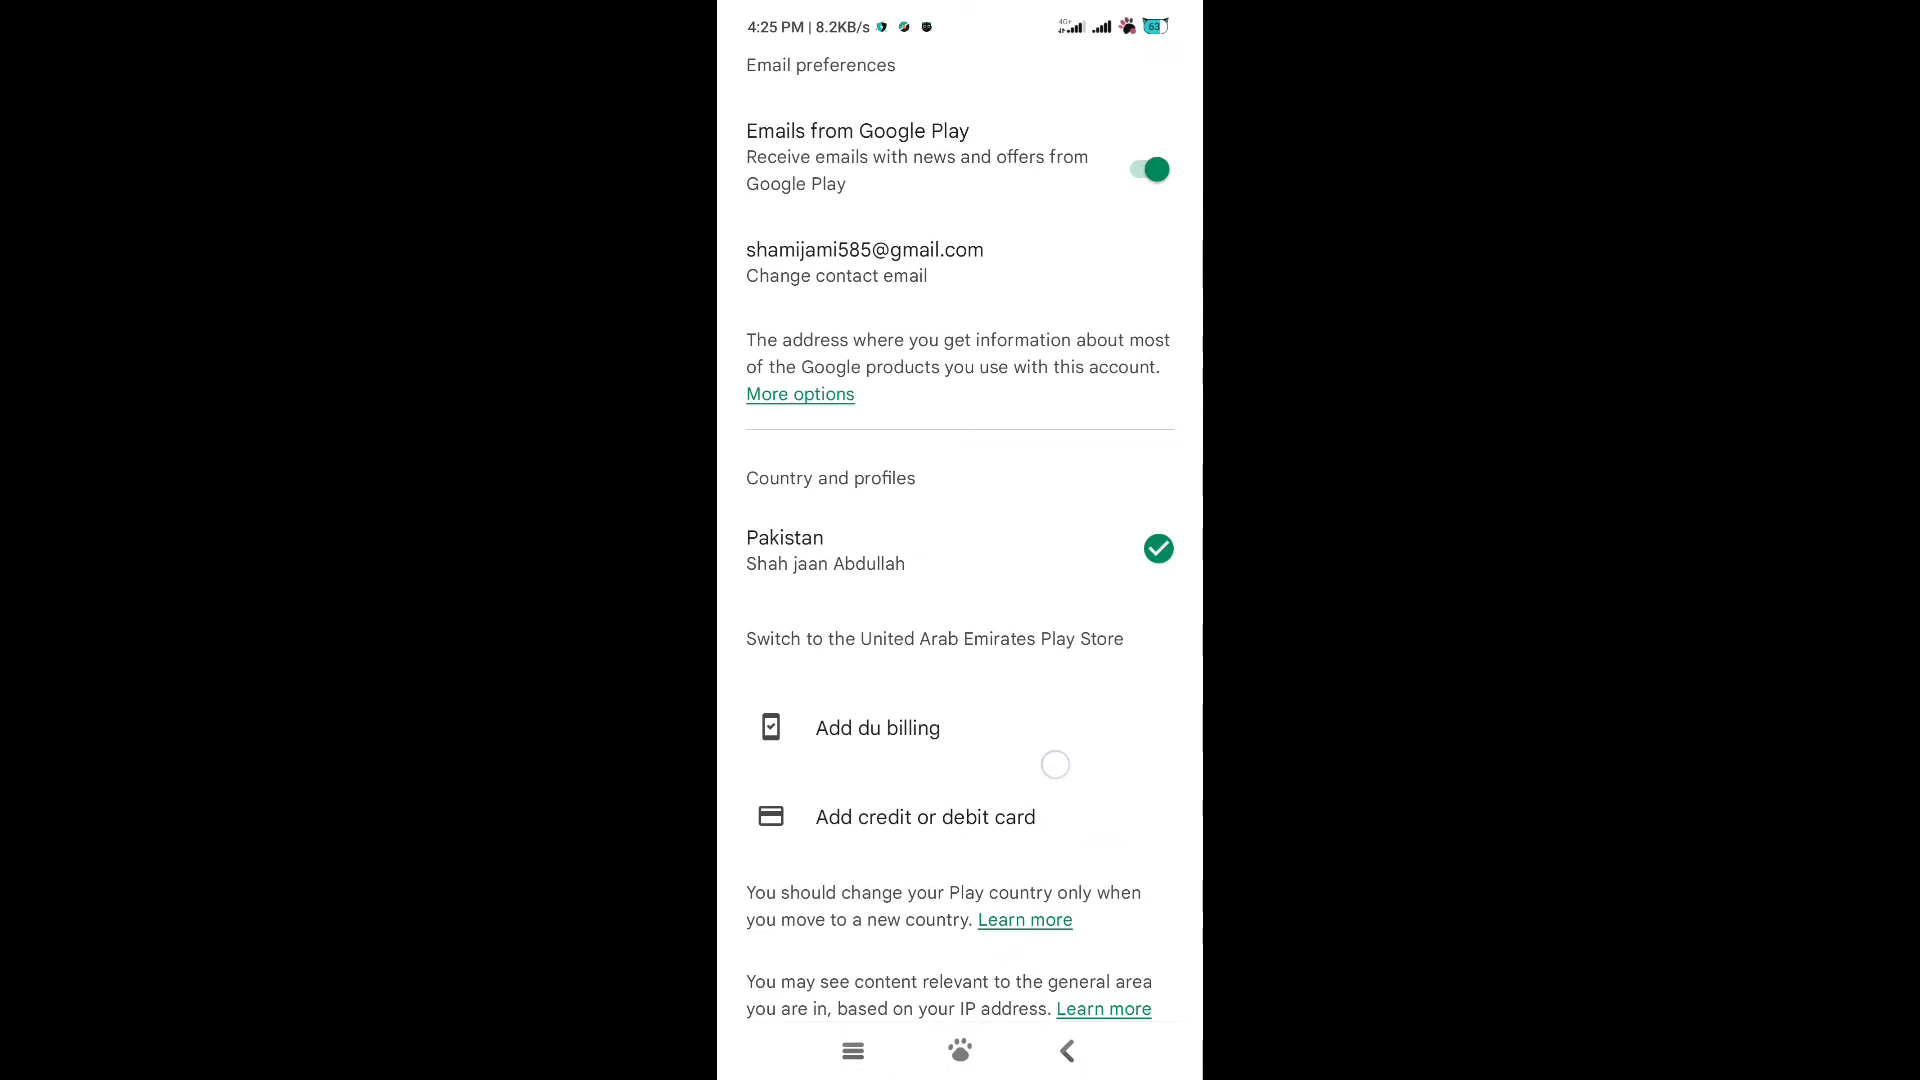 4:25 PM | 8.2KB/s
4G+
63
Email preferences
Emails from Google Play
Receive emails with news and offers from
Google Play
shamijami585@gmail.com
Change contact email
The address where you get information about most
of the Google products you use with this account.
More options
Country and profiles
Pakistan
Shah jaan Abdullah
Switch to the United Arab Emirates Play Store
Add du billing
Add credit or debit card
You should change your Play country only when
you move to a new country. Learn more
You may see content relevant to the general area
you are in, based on your IP address. Learn more